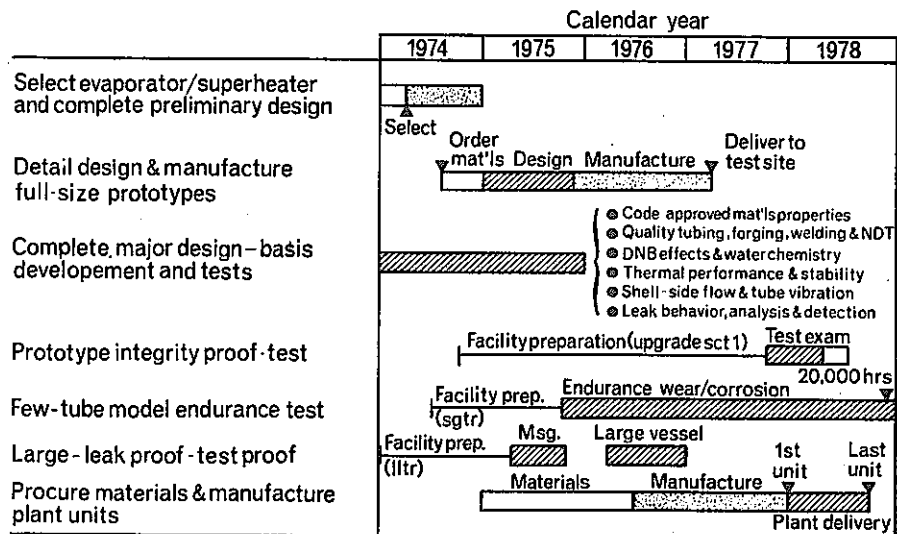 Calendar year
1974 1975 1976 1977 1978
Select evaporator/superheater
and complete preliminary design
Select
Detail design & manufacture
full-size prototypes
Order
mat'ls Design Manufacture
Deliver to
test site
Complete major design-basis
developement and tests
Code approved mat'ls properties
Quality tubing, forging, welding & NDT
DNB effects & water chemistry
Thermal performance & stability
Shell-side flow & tube vibration
Leak behavior, analysis & detection
Prototype integrity proof-test
Facility preparation (upgrade sct 1)
Test exam
Few-tube model endurance test
Facility prep.
(sgtr)
Endurance wear/corrosion
20,000 hrs
Large-leak proof-test proof
Facility prep.
(lltr)
Msg.
Large vessel
Procure materials & manufacture
plant units
Materials Manufacture
1st
unit
Last
unit
Plant delivery